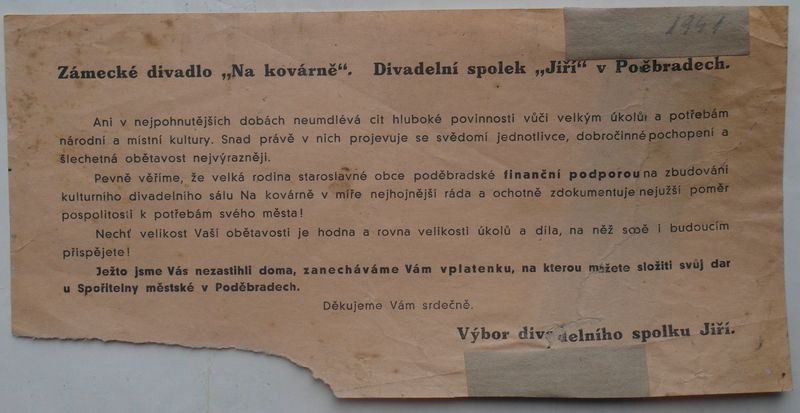 1941
Zámecké divadlo „Na kovárně“. Divadelní spolek „Jiří“ v Poděbradech.
Ani v nejpohnutějších dobách neumdlévá cit hluboké povinnosti vůči velkým úkolů a potřebám
národní a místní kultury. Snad právě v nich projevuje se svědomí jednotlivce, dobročinné pochopení a
šlechetná obětavost nejvýrazněji.
Pevně věříme, že velká rodina staroslavné obce poděbradské finanční podporou na zbudování
kulturního divadelního sálu Na kovárně v míře nejhojnější ráda a ochotně zdokumentuje nejužší poměr
pospolitosti k potřebám svého města!
Nechť velikost Vaší obětavosti je hodna a rovna velikosti úkolů a díla, na něž sobě i budoucím
přispějete!
Ježto jsme Vás nezastihli doma, zanecháváme Vám vplatenku, na kterou můžete složiti svůj dar
u Spořitelny městské v Poděbradech.
Děkujeme Vám srdečně.
Výbor divadelního spolku Jiří.